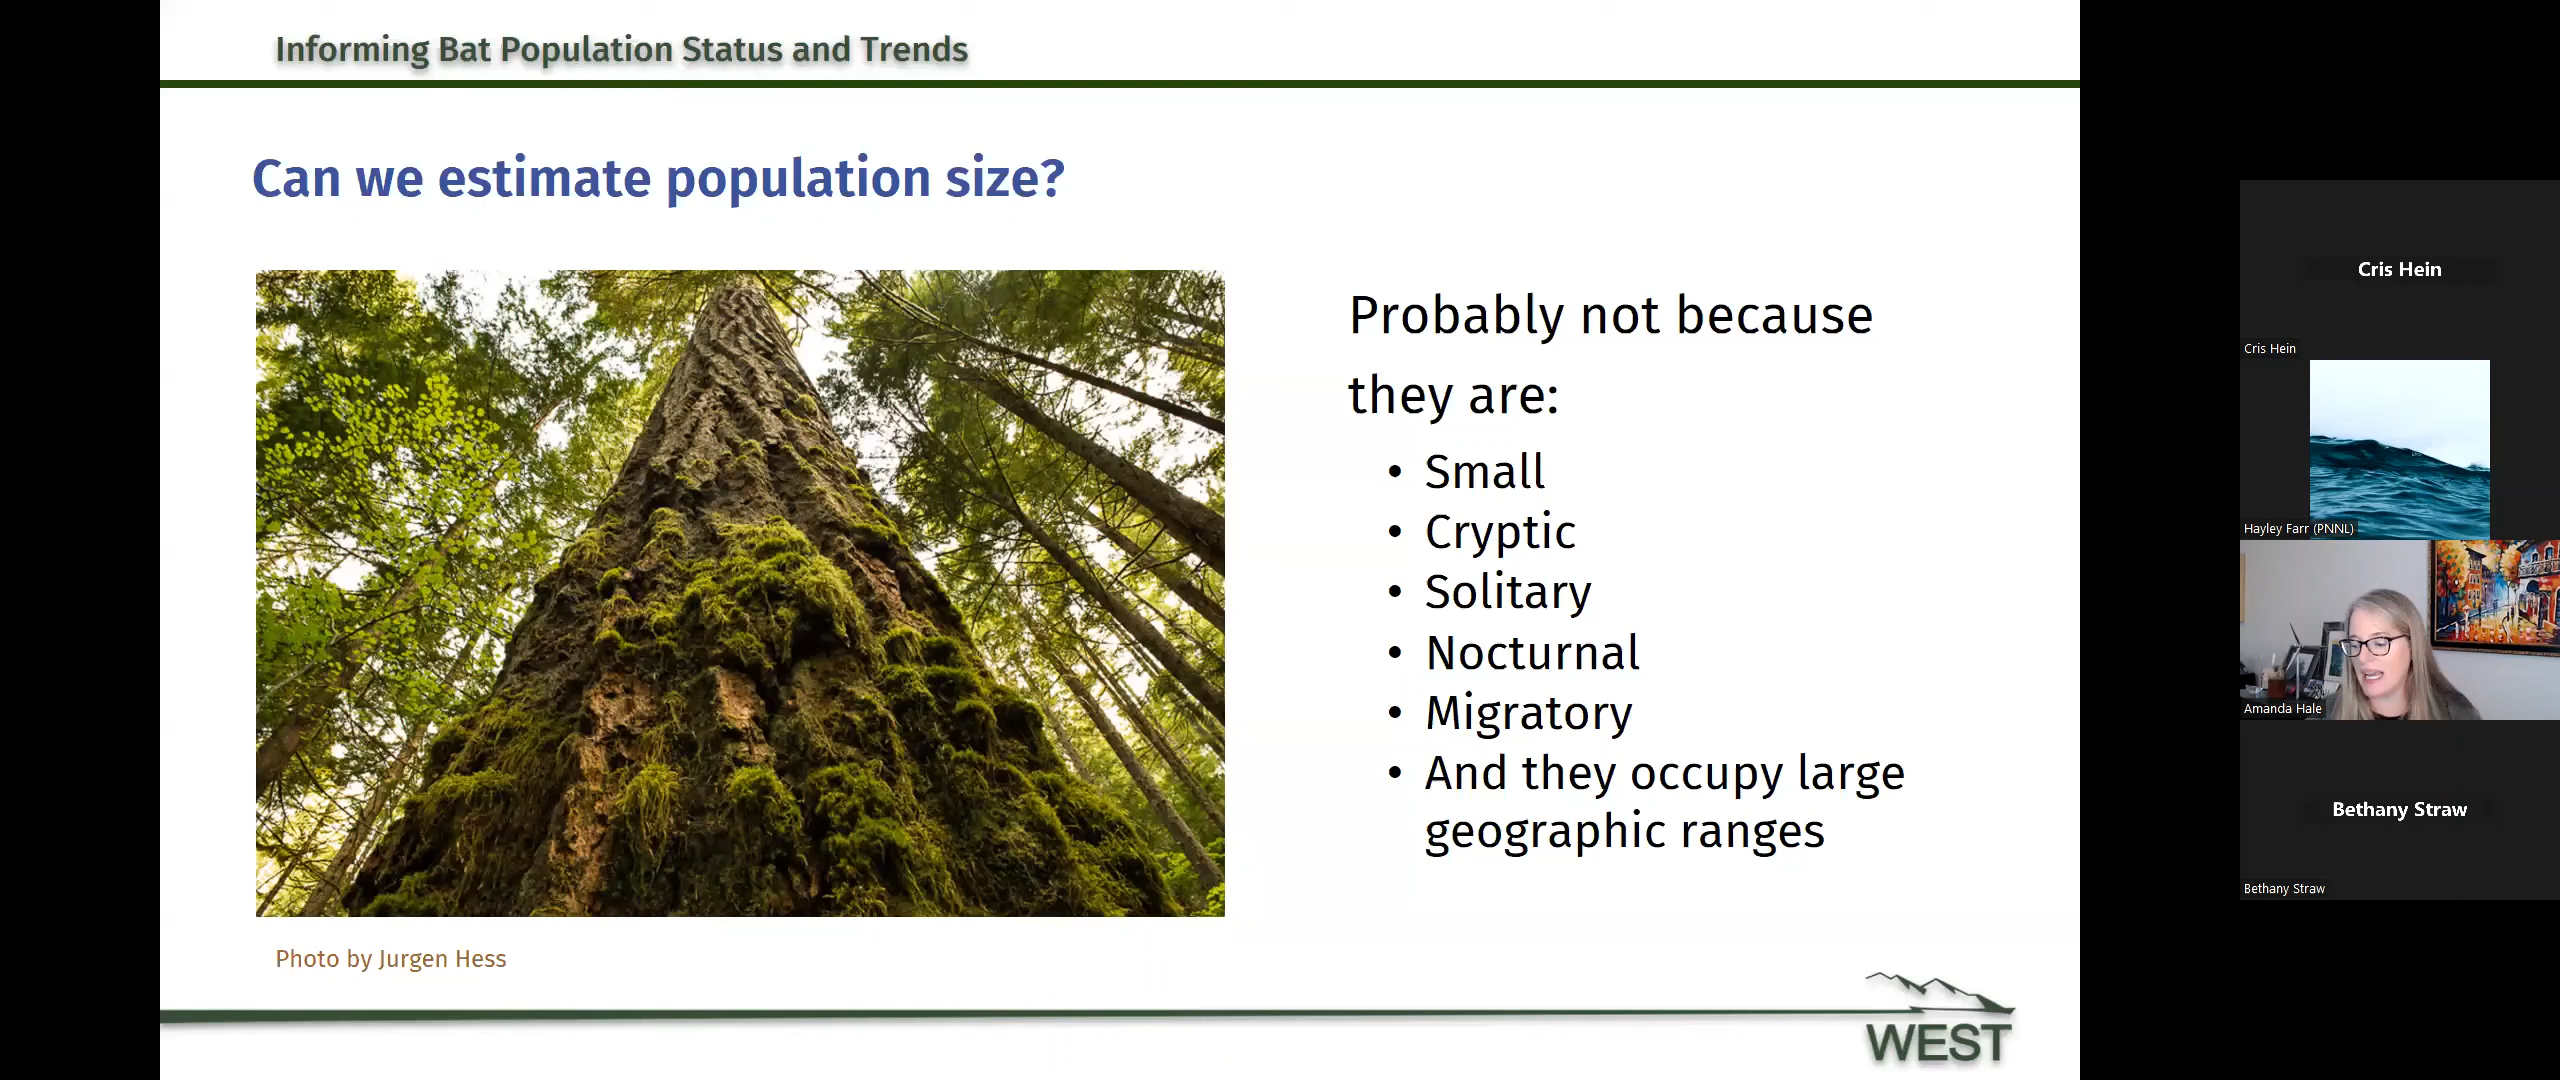 Informing Bat Population Status and Trends
Can we estimate population size?
Probably not because
they are:
• Small
• Cryptic
• Solitary
• Nocturnal
• Migratory
• And they occupy large
geographic ranges
Photo by Jurgen Hess
WEST
Cris Hein
Cris Hein
Hayley Farr (PNNL)
Amanda Hale
Bethany Straw
Bethany Straw